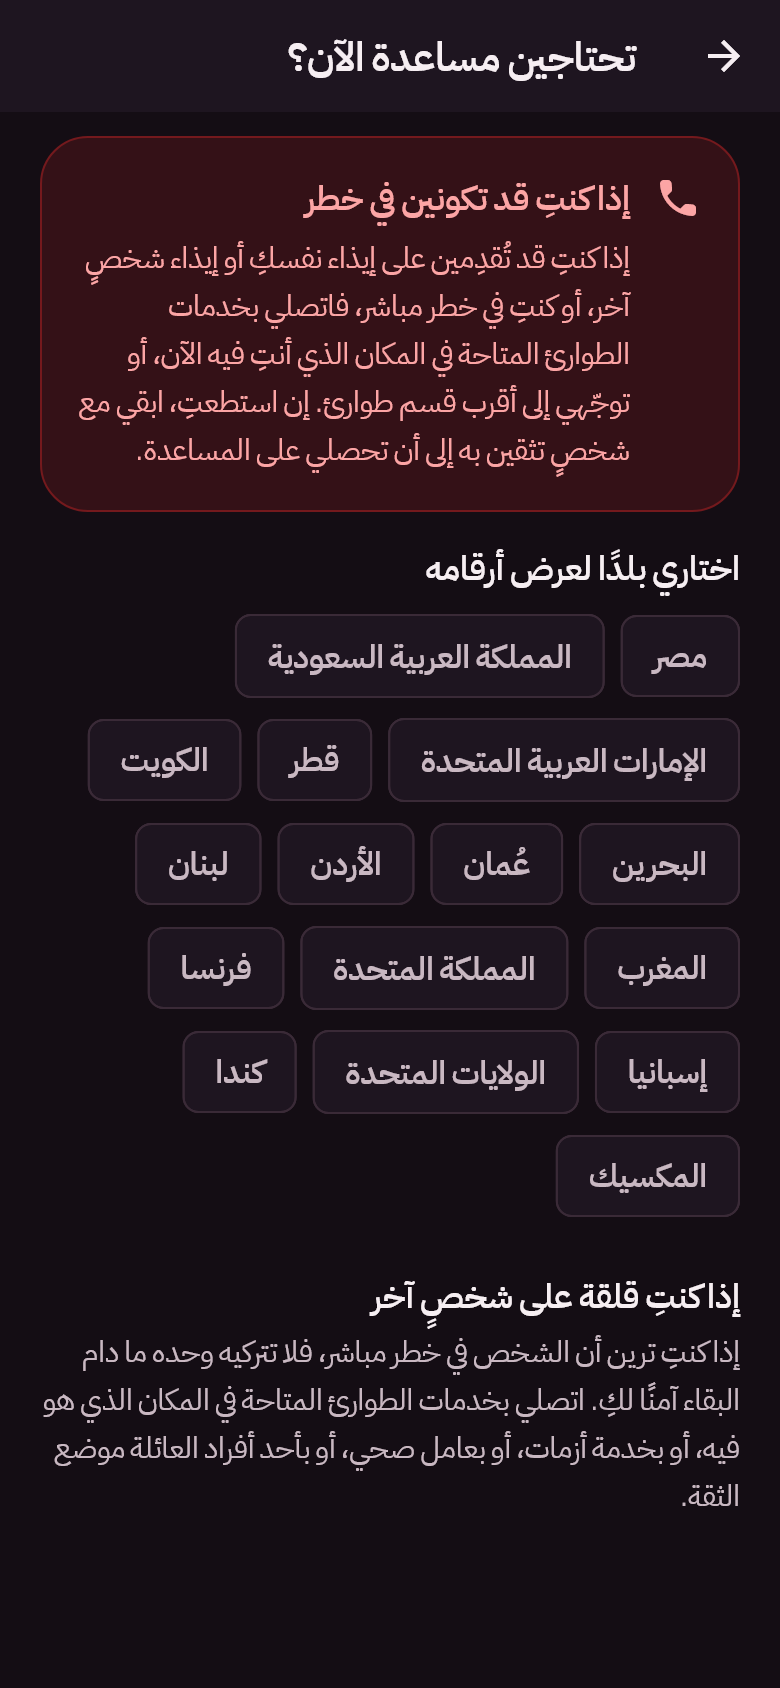 تحتاجين مساعدة الآن؟
إذا كنتِ قد تكونين في خطر
إذا كنتِ قد تُقدِمين على إيذاء نفسكِ أو إيذاء شخصٍ
آخر، أو كنتِ في خطر مباشر، فاتصلي بخدمات
الطوارئ المتاحة في المكان الذي أنتِ فيه الآن، أو
توجّهي إلى أقرب قسم طوارئ. إن استطعتِ، ابقي مع
شخصٍ تثقين به إلى أن تحصلي على المساعدة.
اختاري بلدًا لعرض أرقامه
مصر المملكة العربية السعودية
الإمارات العربية المتحدة قطر الكويت
البحرين عُمان الأردن لبنان
المغرب المملكة المتحدة فرنسا
إسبانيا الولايات المتحدة كندا
المكسيك
إذا كنتِ قلقة على شخصٍ آخر
إذا كنتِ ترين أن الشخص في خطر مباشر، فلا تتركيه وحده ما دام
البقاء آمنًا لكِ. اتصلي بخدمات الطوارئ المتاحة في المكان الذي هو
فيه، أو بخدمة أزمات، أو بعامل صحي، أو بأحد أفراد العائلة موضع
الثقة.